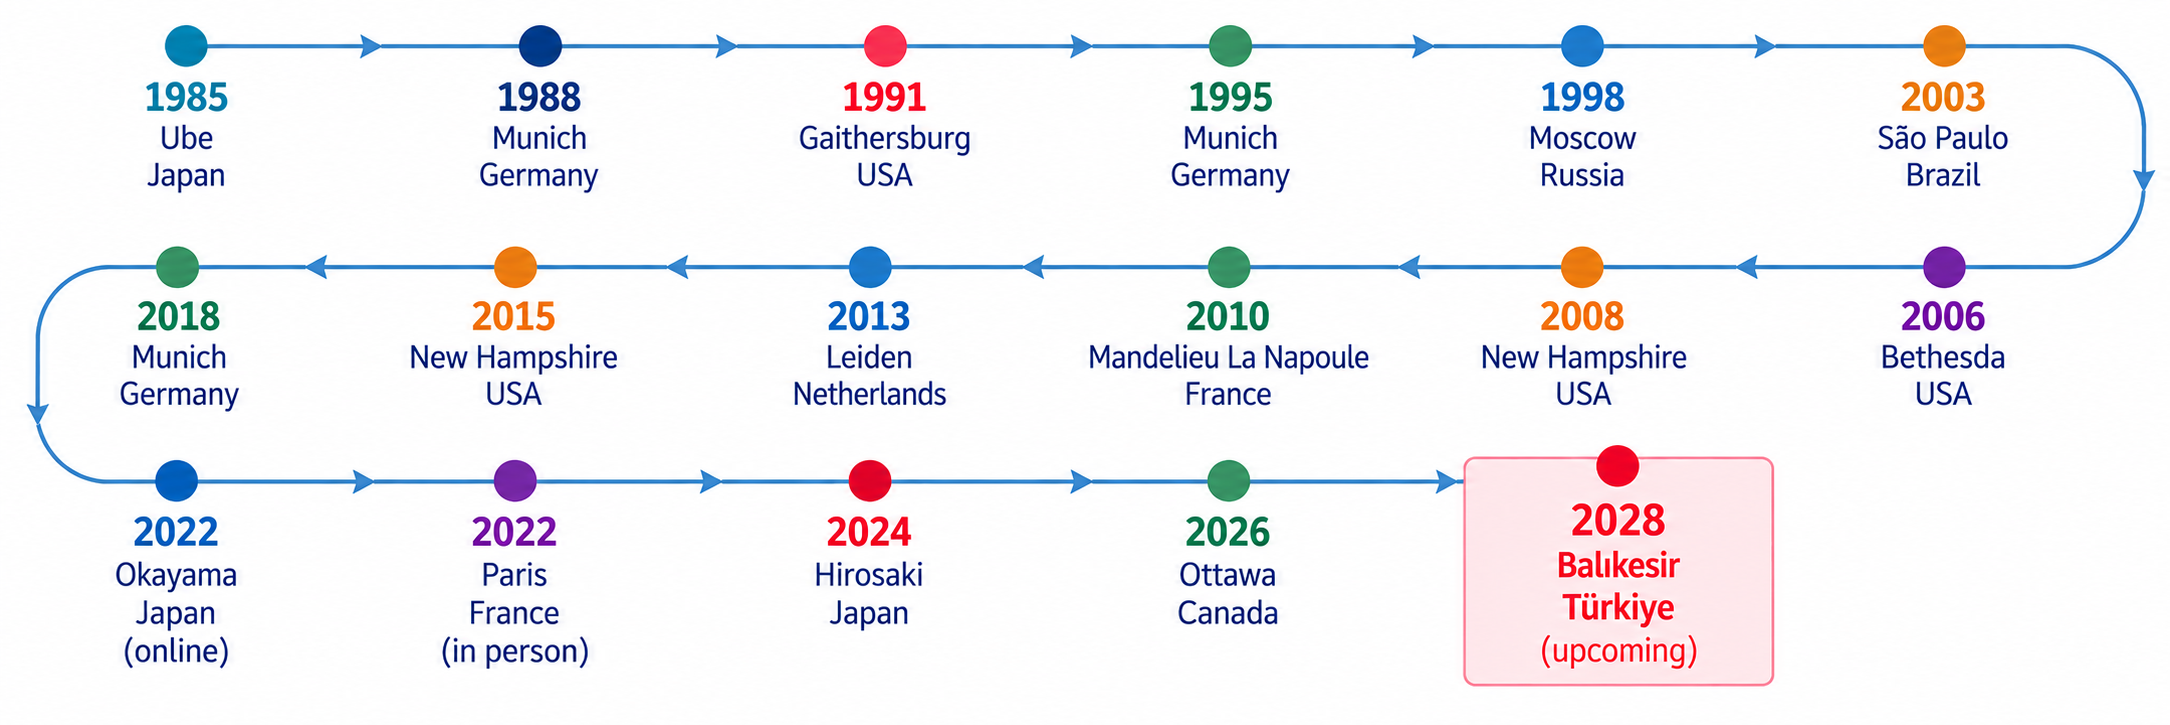 1985
Ube
Japan
1988
Munich
Germany
1991
Gaithersburg
USA
1995
Munich
Germany
1998
Moscow
Russia
2003
São Paulo
Brazil
2006
Bethesda
USA
2008
New Hampshire
USA
2010
Mandelieu La Napoule
France
2013
Leiden
Netherlands
2015
New Hampshire
USA
2018
Munich
Germany
2022
Okayama
Japan
(online)
2022
Paris
France
(in person)
2024
Hirosaki
Japan
2026
Ottawa
Canada
2028
Balıkesir
Türkiye
(upcoming)